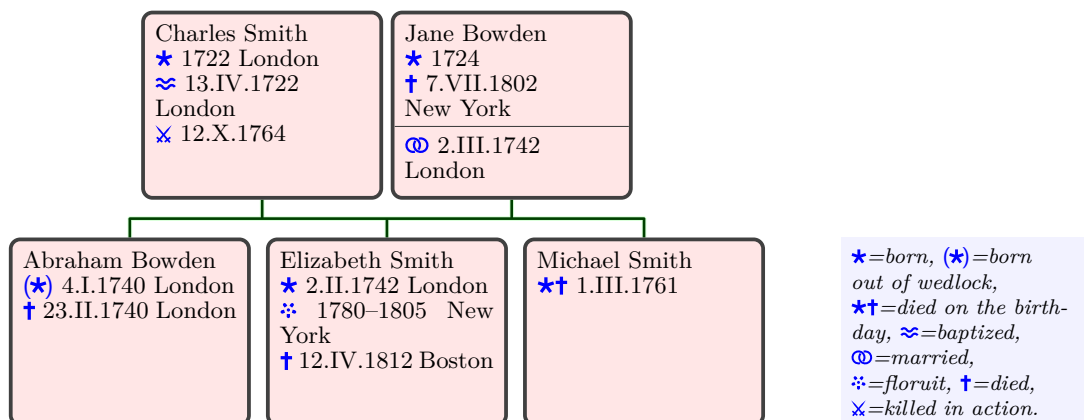 Charles Smith
* 1722 London
≈ 13.IV.1722
London
⚔ 12.X.1764
Jane Bowden
* 1724
† 7.VII.1802
New York
⚭ 2.III.1742
London
Abraham Bowden
(*) 4.I.1740 London
† 23.II.1740 London
Elizabeth Smith
* 2.II.1742 London
፨ 1780–1805 New
York
† 12.IV.1812 Boston
Michael Smith
*† 1.III.1761
*=born, (*)=born
out of wedlock,
*†=died on the birth-
day, ≈=baptized,
⚭=married,
፨=floruit, †=died,
⚔=killed in action.